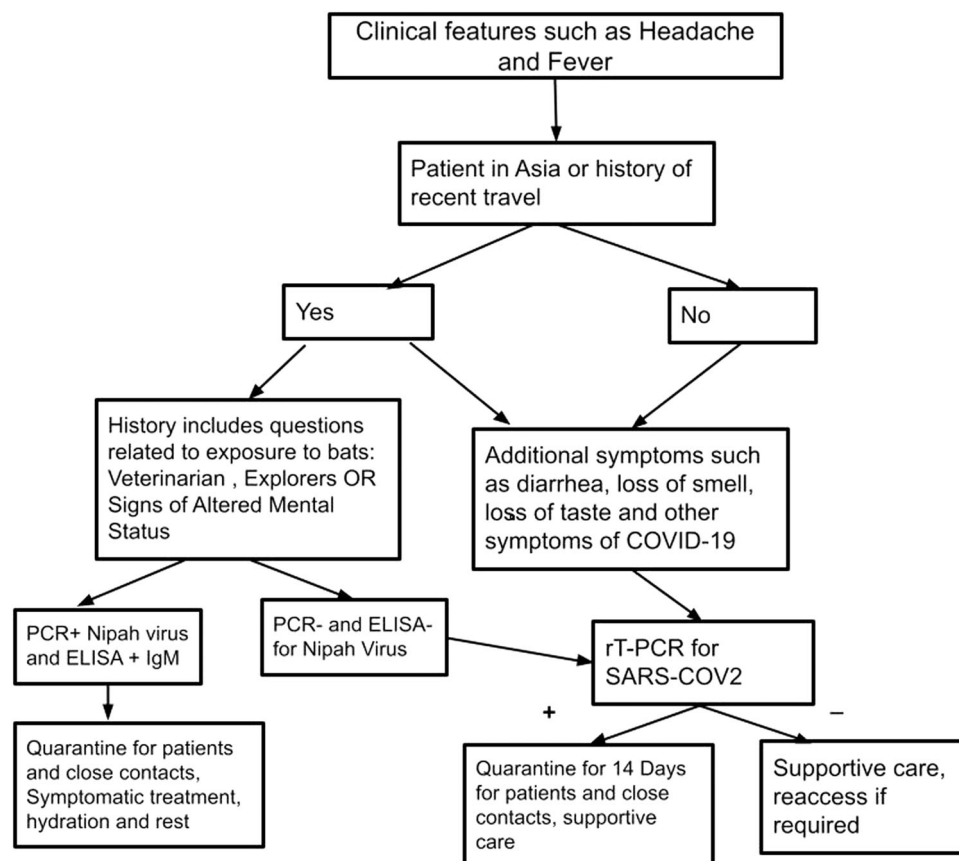 Clinical features such as Headache
and Fever
Patient in Asia or history of
recent travel
Yes
No
History includes questions
related to exposure to bats:
Veterinarian , Explorers OR
Signs of Altered Mental
Status
Additional symptoms such
as diarrhea, loss of smell,
loss of taste and other
symptoms of COVID-19
PCR+ Nipah virus
and ELISA + IgM
PCR- and ELISA-
for Nipah Virus
rT-PCR for
SARS-COV2
+
–
Quarantine for patients
and close contacts,
Symptomatic treatment,
hydration and rest
Quarantine for 14 Days
for patients and close
contacts, supportive
care
Supportive care,
reaccess if
required